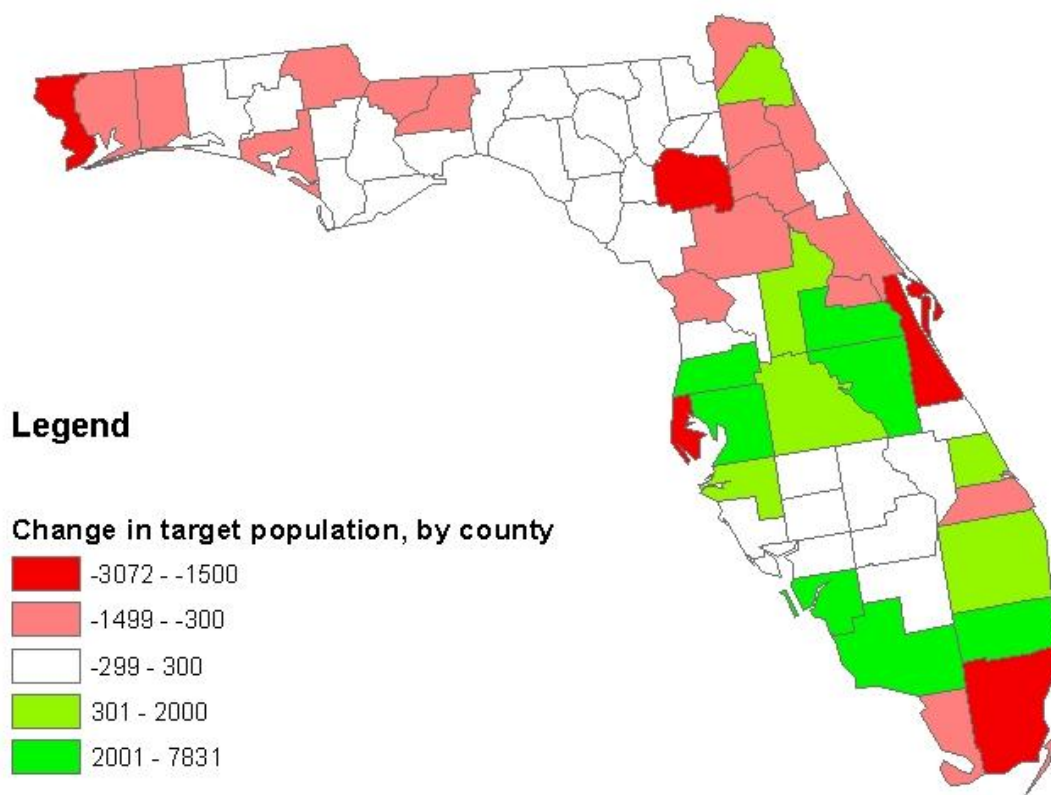 Legend
Change in target population, by county
-3072 - -1500
-1499 - -300
-299 - 300
301 - 2000
2001 - 7831